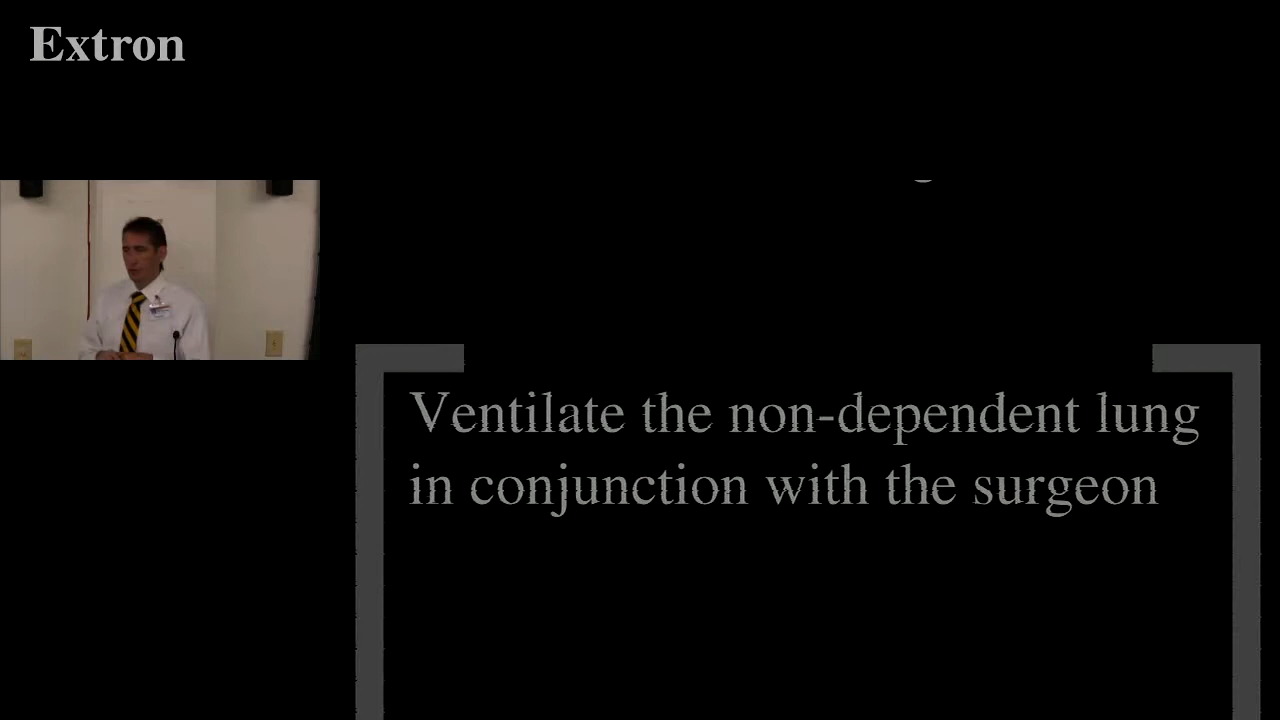 Extron
Ventilate the non-dependent lung
in conjunction with the surgeon